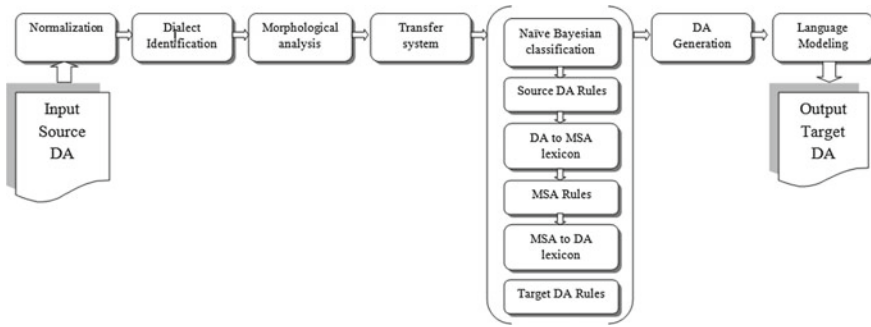 Normalization
Dialect
Identification
Morphological
analysis
Transfer
system
Naïve Bayesian
classification
Source DA Rules
DA to MSA
lexicon
MSA Rules
MSA to DA
lexicon
Target DA Rules
DA
Generation
Language
Modeling
Input
Source
DA
Output
Target
DA